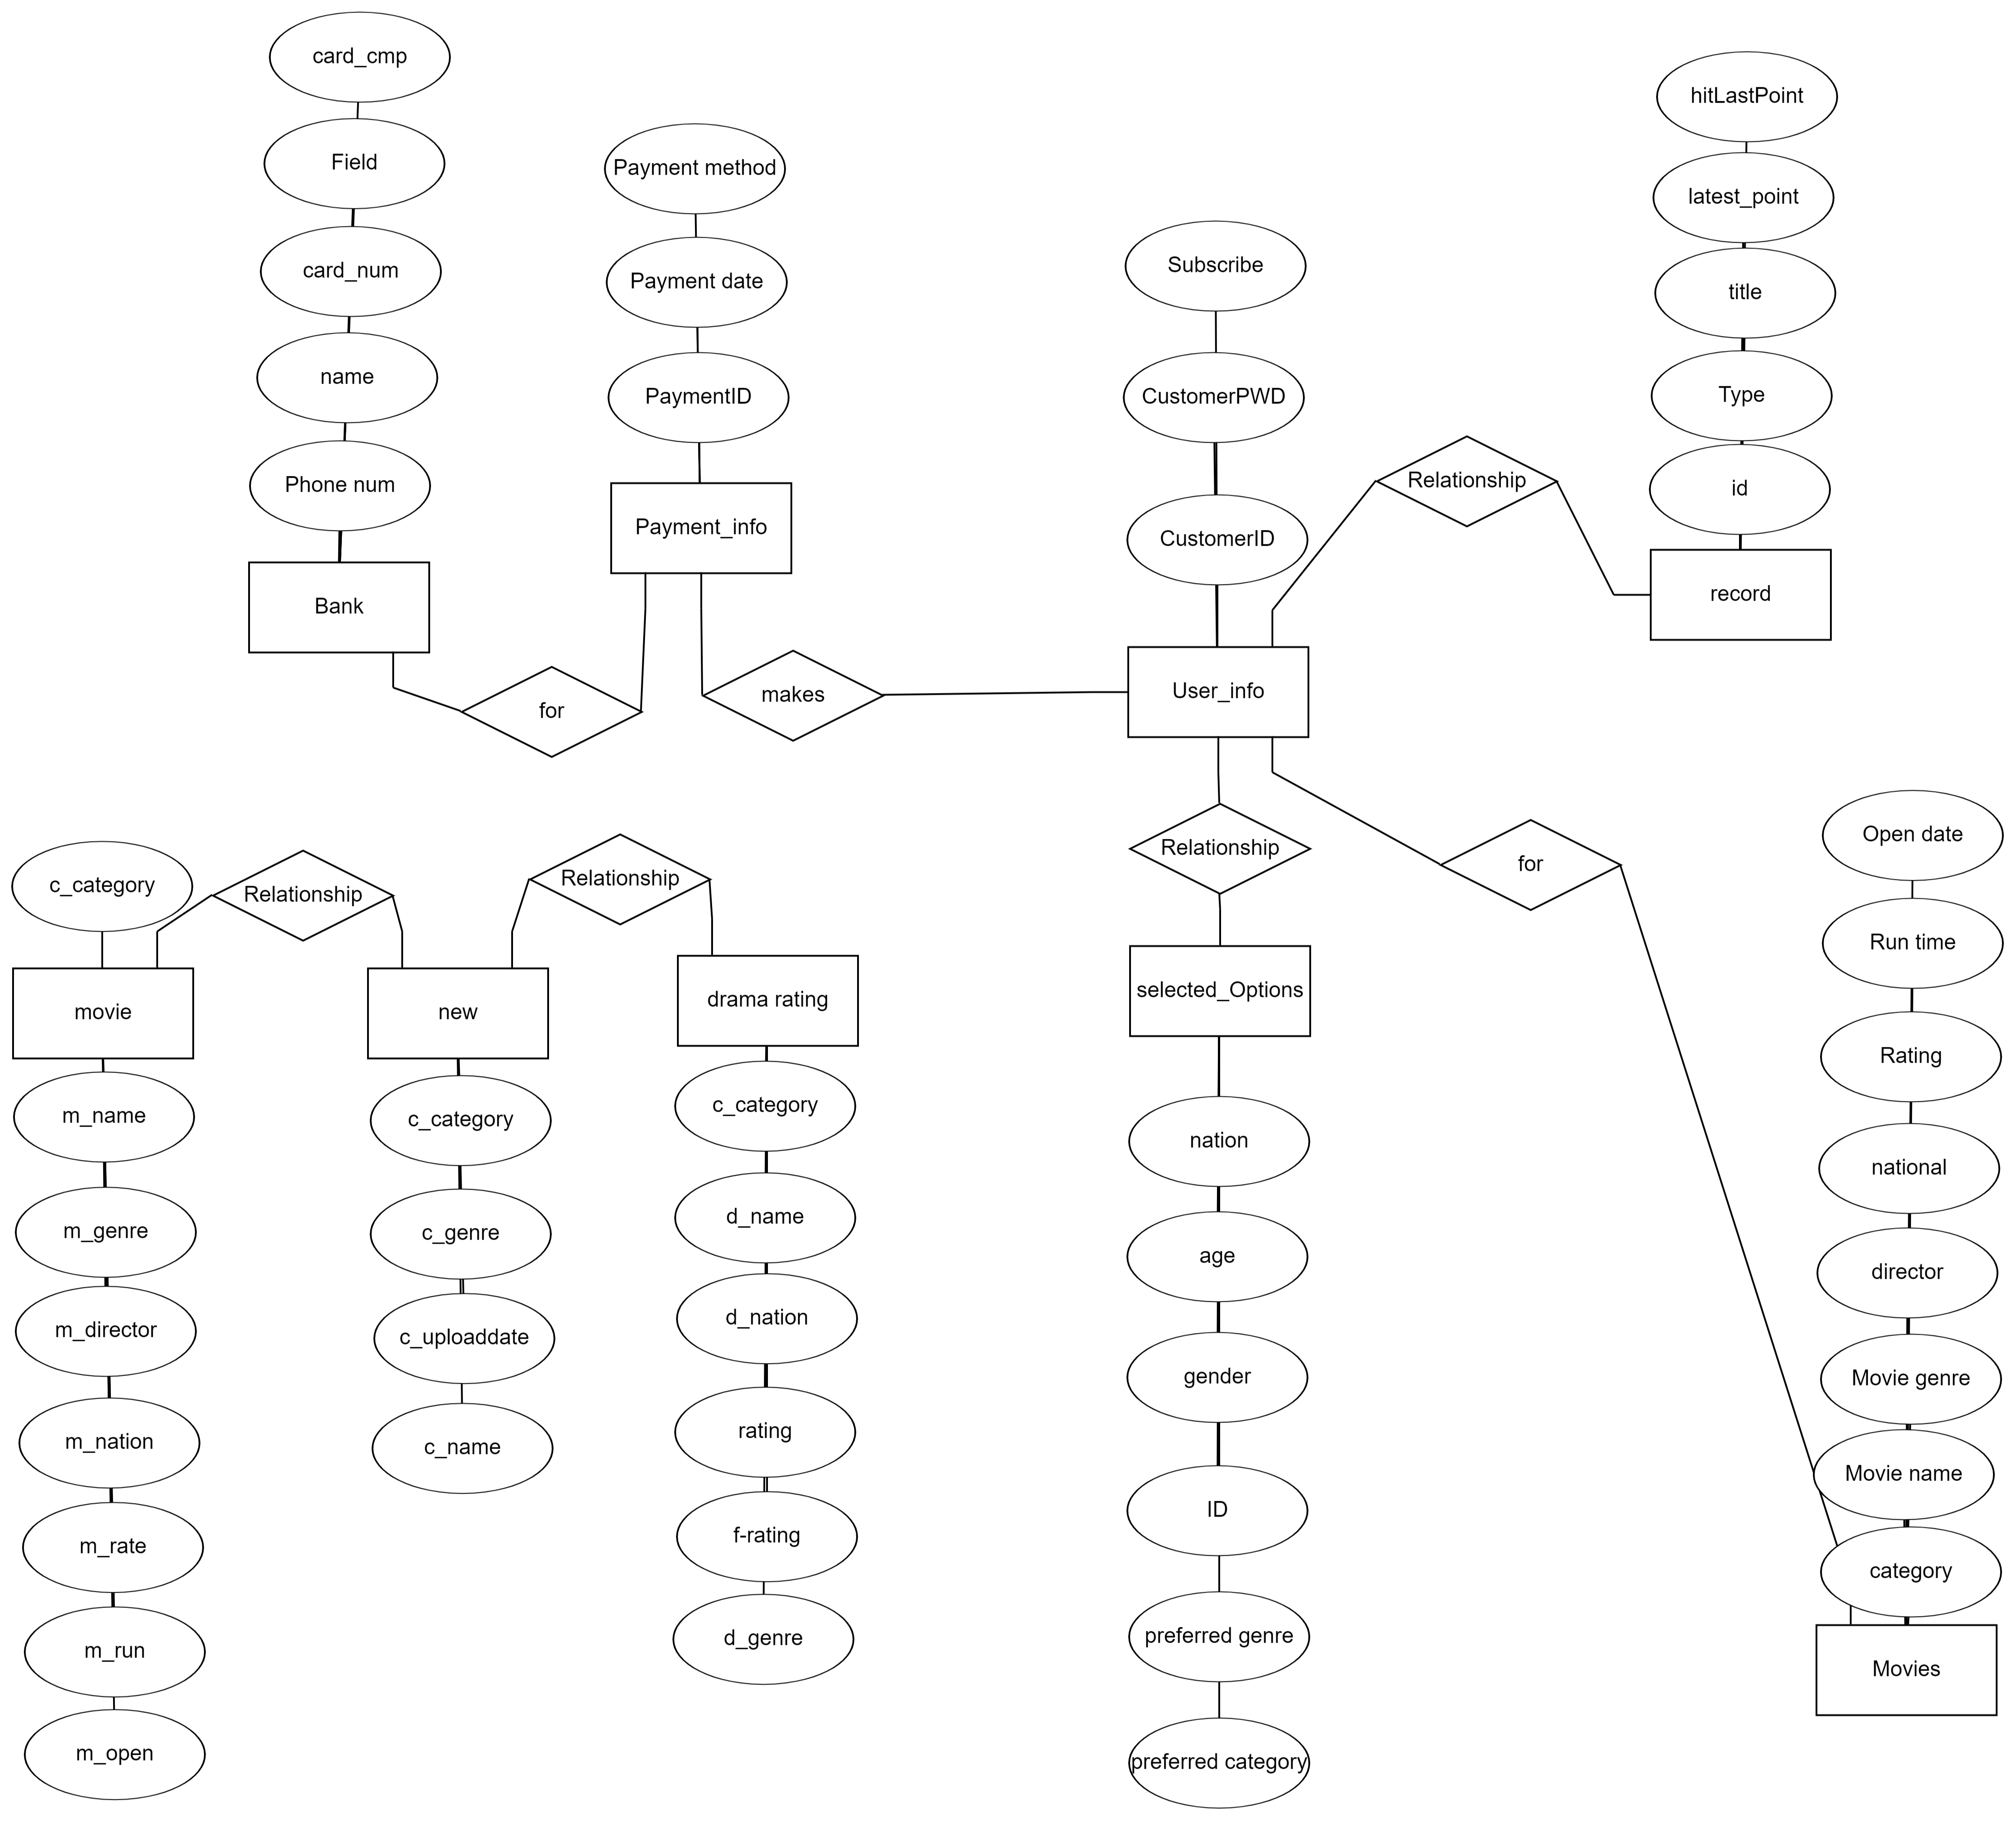 card_cmp
Field
card_num
name
Phone num
Bank
Payment method
Payment date
PaymentID
Payment_info
for
makes
Subscribe
CustomerPWD
CustomerID
User_info
Relationship
hitLastPoint
latest_point
title
Type
id
record
c_category
Relationship
movie
m_name
m_genre
m_director
m_nation
m_rate
m_run
m_open
new
c_category
c_genre
c_uploaddate
c_name
Relationship
drama rating
c_category
d_name
d_nation
rating
f-rating
d_genre
Relationship
selected_Options
nation
age
gender
ID
preferred genre
preferred category
for
Open date
Run time
Rating
national
director
Movie genre
Movie name
category
Movies